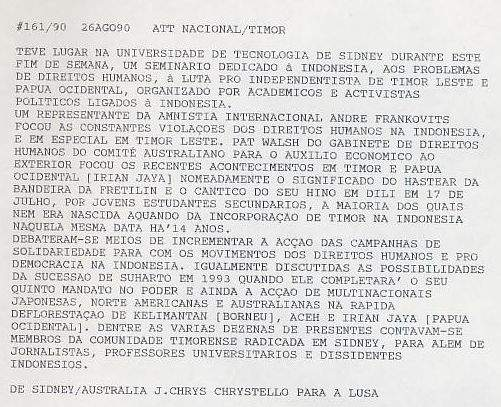 #161/90 26AGO90 ATT NACIONAL/TIMOR
TEVE LUGAR NA UNIVERSIDADE DE TECNOLOGIA DE SIDNEY DURANTE ESTE
FIM DE SEMANA, UM SEMINARIO DEDICADO à INDONESIA, AOS PROBLEMAS
DE DIREITOS HUMANOS, à LUTA PRO INDEPENDENTISTA DE TIMOR LESTE E
PAPUA OCIDENTAL, ORGANIZADO POR ACADEMICOS E ACTIVISTAS
POLITICOS LIGADOS à INDONESIA.
UM REPRESENTANTE DA AMNISTIA INTERNACIONAL ANDRE FRANKOVITS
FOCOU AS CONSTANTES VIOLAÇOES DOS DIREITOS HUMANOS NA INDONESIA,
E EM ESPECIAL EM TIMOR LESTE. PAT WALSH DO GABINETE DE DIREITOS
HUMANOS DO COMITÉ AUSTRALIANO PARA O AUXILIO ECONOMICO AO
EXTERIOR FOCOU OS RECENTES ACONTECIMENTOS EM TIMOR E PAPUA
OCIDENTAL [IRIAN JAYA] NOMEADAMENTE O SIGNIFICADO DO HASTEAR DA
BANDEIRA DA FRETILIN E O CANTICO DO SEU HINO EM DILI EM 17 DE
JULHO, POR JOVENS ESTUDANTES SECUNDARIOS, A MAIORIA DOS QUAIS
NEM ERA NASCIDA AQUANDO DA INCORPORAÇAO DE TIMOR NA INDONESIA
NAQUELA MESMA DATA HA'14 ANOS.
DEBATERAM-SE MEIOS DE INCREMENTAR A ACÇAO DAS CAMPANHAS DE
SOLIDARIEDADE PARA COM OS MOVIMENTOS DOS DIREITOS HUMANOS E PRO
DEMOCRACIA NA INDONESIA. IGUALMENTE DISCUTIDAS AS POSSIBILIDADES
DA SUCESSAO DE SUHARTO EM 1993 QUANDO ELE COMPLETARA' O SEU
QUINTO MANDATO NO PODER E AINDA A ACÇAO DE MULTINACIONAIS
JAPONESAS, NORTE AMERICANAS E AUSTRALIANAS NA RAPIDA
DEFLORESTAÇAO DE KELIMANTAN [BORNEU], ACEH E IRIAN JAYA [PAPUA
OCIDENTAL]. DENTRE AS VARIAS DEZENAS DE PRESENTES CONTAVAM-SE
MEMBROS DA COMUNIDADE TIMORENSE RADICADA EM SIDNEY, PARA ALEM DE
JORNALISTAS, PROFESSORES UNIVERSITARIOS E DISSIDENTES
INDONESIOS.
DE SIDNEY/AUSTRALIA J.CHRYS CHRYSTELLO PARA A LUSA